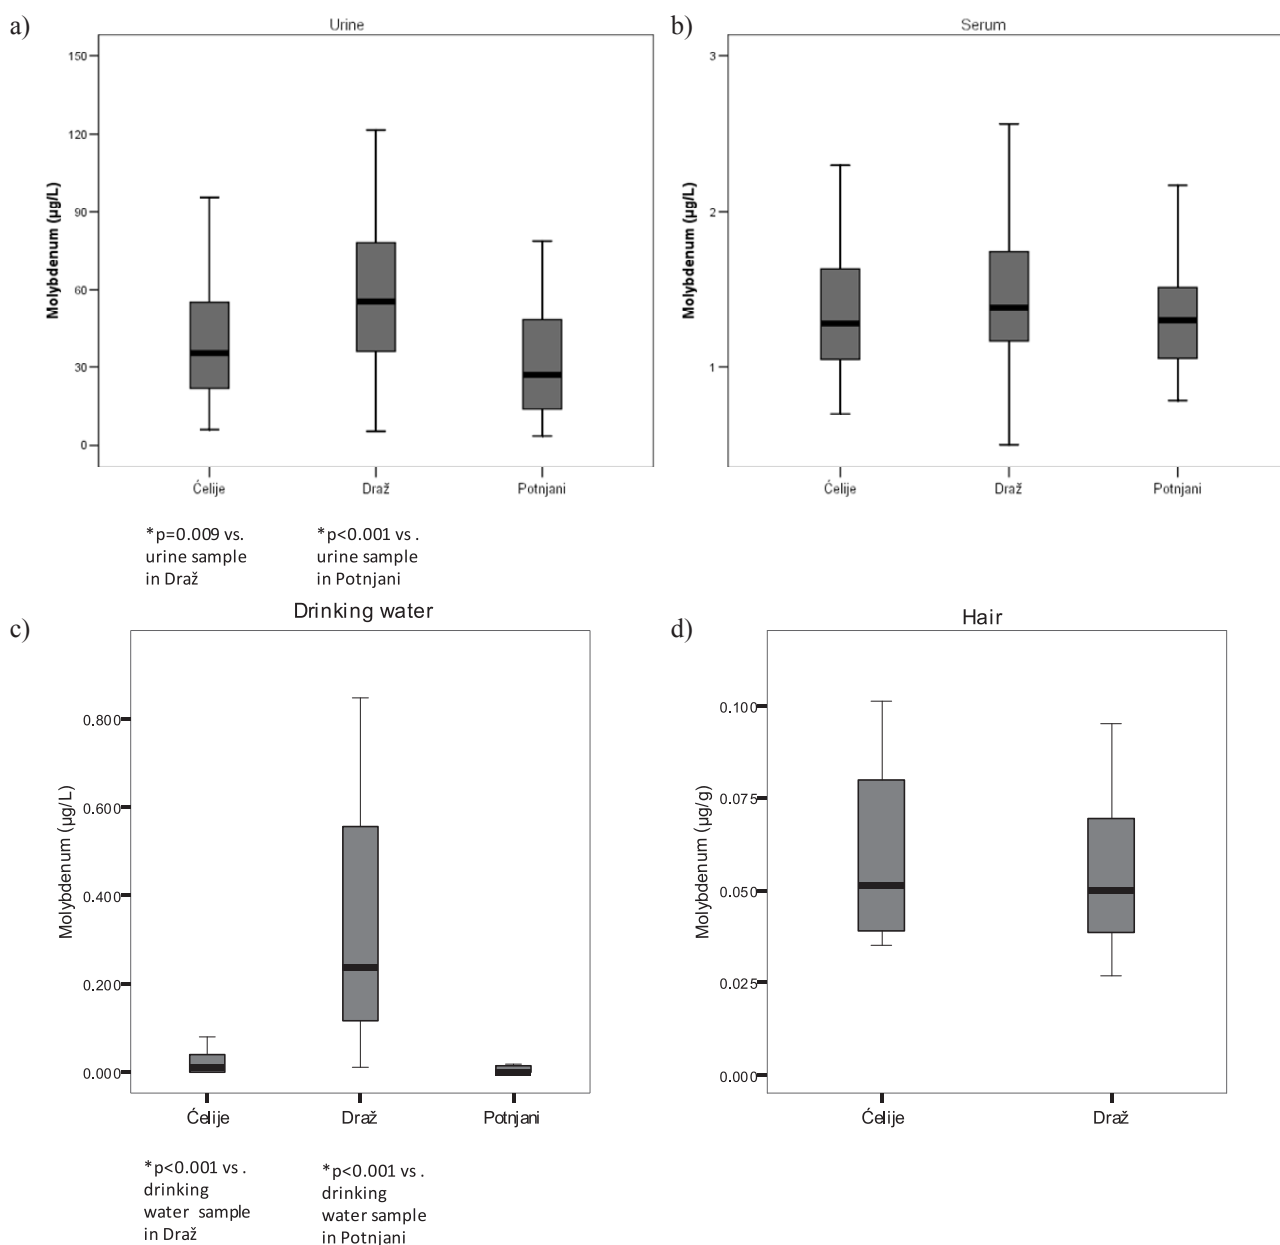 a)
Urine
150
120
90
60
30
0
Molybdenum (µg/L)
Ćelije
Draž
Potnjani
*p=0.009 vs.
urine sample
in Draž
*p<0.001 vs .
urine sample
in Potnjani
b)
Serum
3
2
1
Molybdenum (µg/L)
Ćelije
Draž
Potnjani
c)
Drinking water
0.800
0.600
0.400
0.200
0.000
Molybdenum (µg/L)
Ćelije
Draž
Potnjani
*p<0.001 vs .
drinking
water sample
in Draž
*p<0.001 vs .
drinking
water sample
in Potnjani
d)
Hair
0.100
0.075
0.050
0.025
0.000
Molybdenum (µg/g)
Ćelije
Draž